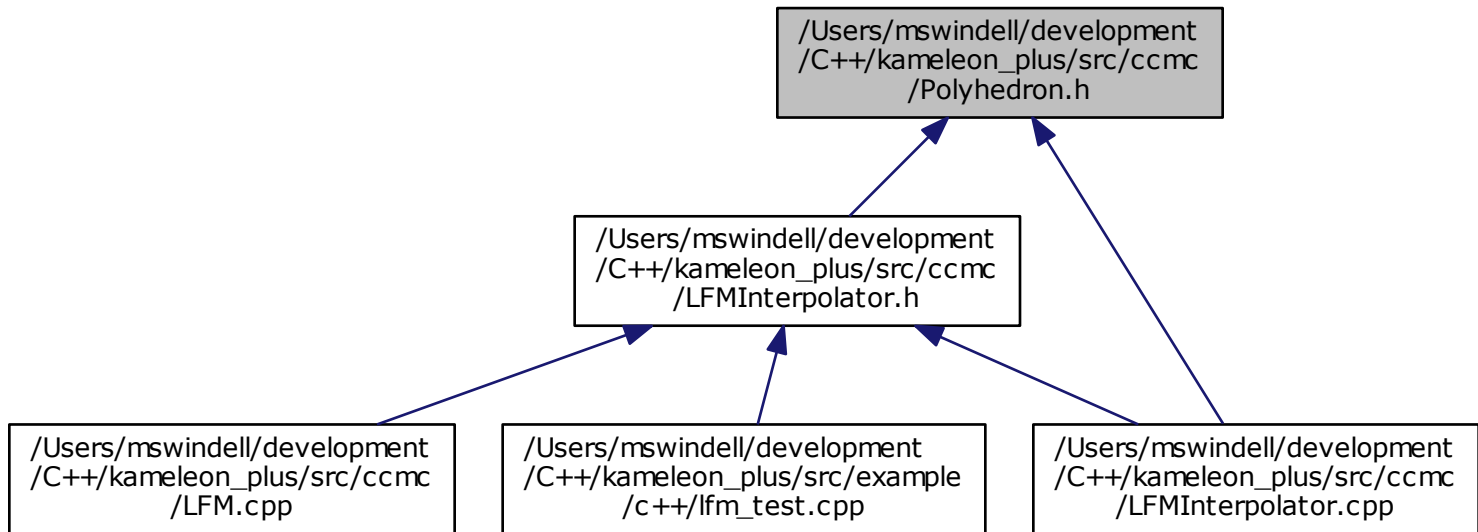 /Users/mswindell/development
/C++/kameleon_plus/src/ccmc
/Polyhedron.h
/Users/mswindell/development
/C++/kameleon_plus/src/ccmc
/LFMInterpolator.h
/Users/mswindell/development
/C++/kameleon_plus/src/ccmc
/LFM.cpp
/Users/mswindell/development
/C++/kameleon_plus/src/example
/c++/lfm_test.cpp
/Users/mswindell/development
/C++/kameleon_plus/src/ccmc
/LFMInterpolator.cpp